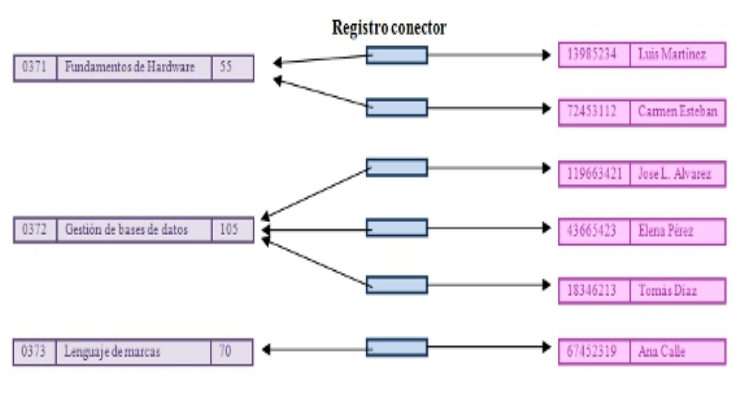 Registro conector
0371 Fundamentos de Hardware 55
13985234 Luis Martínez
72453112 Carmen Esteban
119663421 Jose L. Alvarez
0372 Gestión de bases de datos 105
43665423 Elena Pérez
18346213 Tomás Díaz
0373 Lenguaje de marcas 70
67452319 Ana Calle